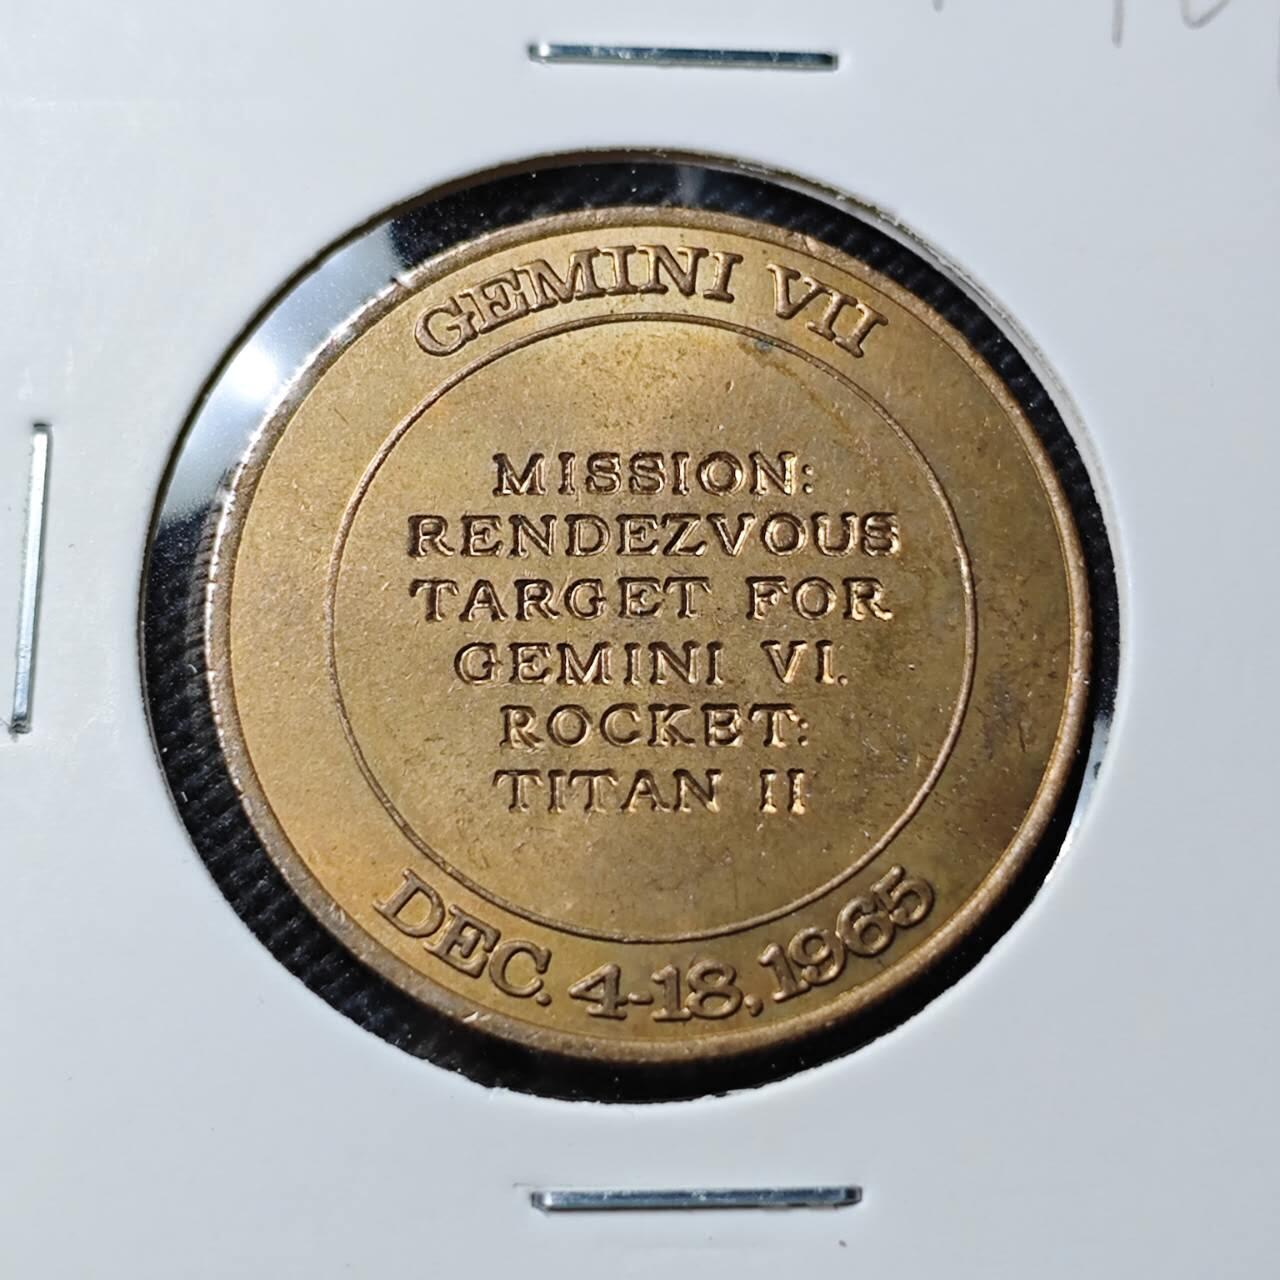 GEMINI VII
MISSION:
RENDEZVOUS
TARGET FOR
GEMINI VI.
ROCKET:
TITAN II
DEC. 4-18, 1965